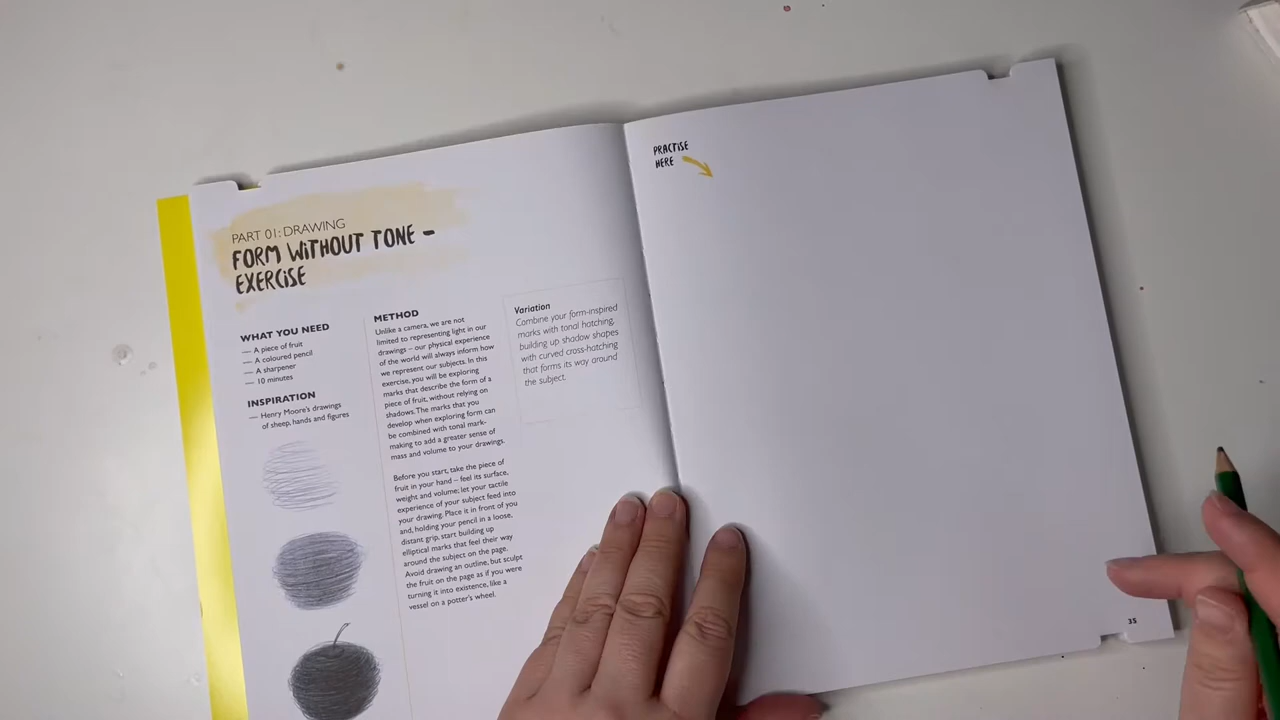 PART 01: DRAWING
FORM WITHOUT TONE –
EXERCISE
WHAT YOU NEED
— A piece of fruit
— A coloured pencil
— A sharpener
— 10 minutes
INSPIRATION
— Henry Moore's drawings
of sheep, hands and figures
METHOD
Unlike a camera, we are not
limited to representing light in our
drawings – our physical experience
of the world will always inform how
we represent our subjects. In this
exercise, you will be exploring
marks that describe the form of a
piece of fruit, without relying on
shadows. The marks that you
develop when exploring form can
be combined with tonal mark-
making to add a greater sense of
mass and volume to your drawings.
Before you start, take the piece of
fruit in your hand – feel its surface,
weight and volume; let your tactile
experience of your subject feed into
your drawing. Place it in front of you
and, holding your pencil in a loose,
distant grip, start building up
elliptical marks that feel their way
around the subject on the page.
Avoid drawing an outline, but sculpt
the fruit on the page as if you were
turning it into existence, like a
vessel on a potter's wheel.
Variation
Combine your form-inspired
marks with tonal hatching,
building up shadow shapes
with curved cross-hatching
that forms its way around
the subject.
PRACTISE
HERE
35